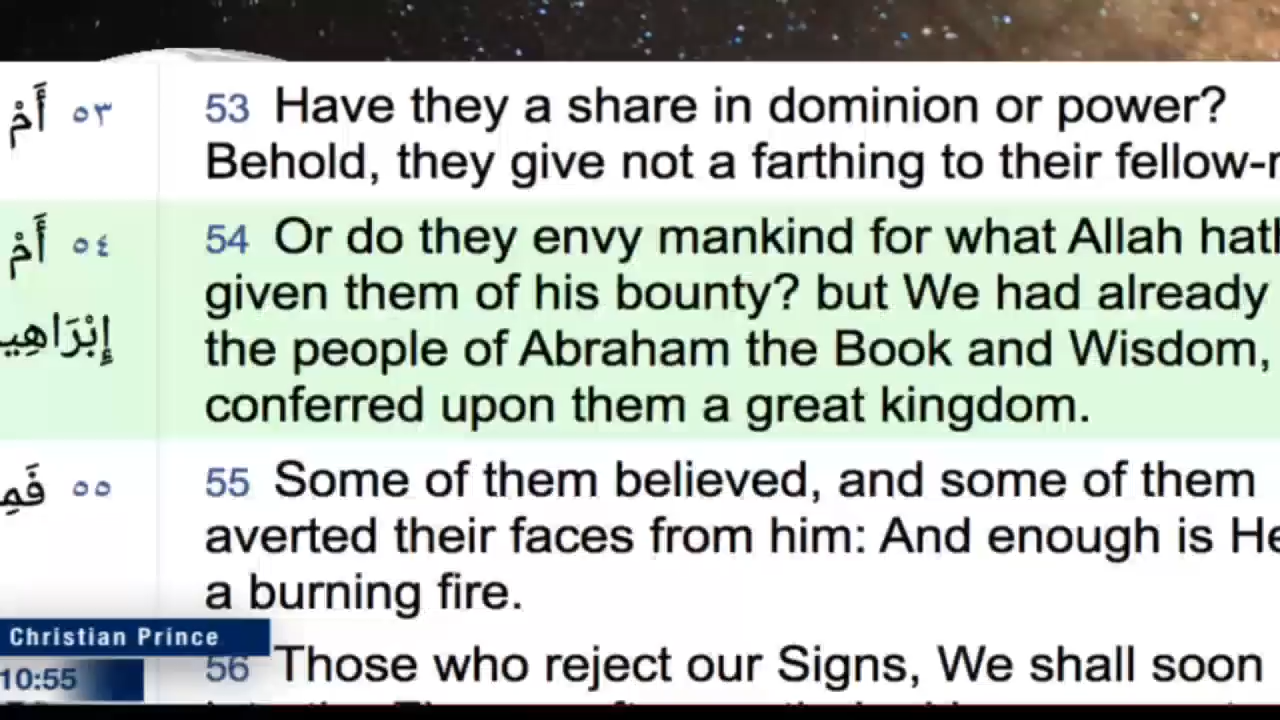 أَمْ ٥٣ 53 Have they a share in dominion or power?
Behold, they give not a farthing to their fellow-
أَمْ ٥٤ 54 Or do they envy mankind for what Allah hath
given them of his bounty? but We had already
إِبْرَاهِي the people of Abraham the Book and Wisdom,
conferred upon them a great kingdom.
فَمِ ٥٥ 55 Some of them believed, and some of them
averted their faces from him: And enough is He
a burning fire.
Christian Prince
56 Those who reject our Signs, We shall soon
10:55